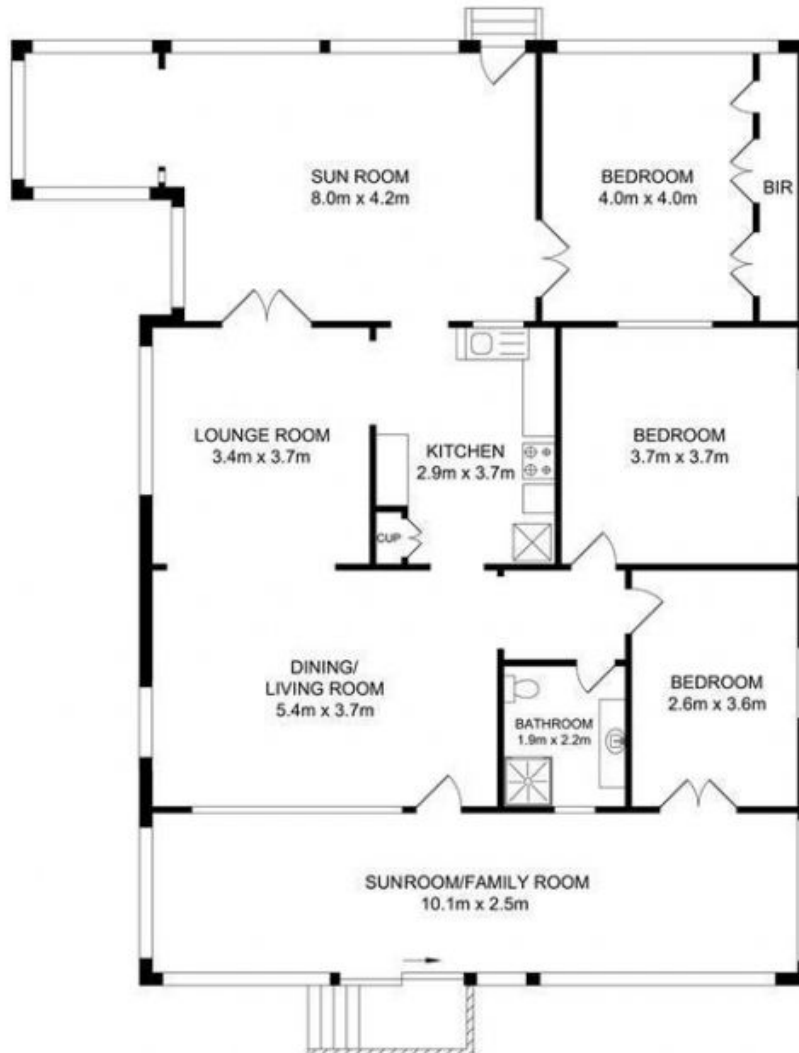 SUN ROOM
8.0m x 4.2m
BEDROOM
4.0m x 4.0m
BIR
LOUNGE ROOM
3.4m x 3.7m
KITCHEN
2.9m x 3.7m
BEDROOM
3.7m x 3.7m
CUP
DINING/
LIVING ROOM
5.4m x 3.7m
BATHROOM
1.9m x 2.2m
BEDROOM
2.6m x 3.6m
SUNROOM/FAMILY ROOM
10.1m x 2.5m